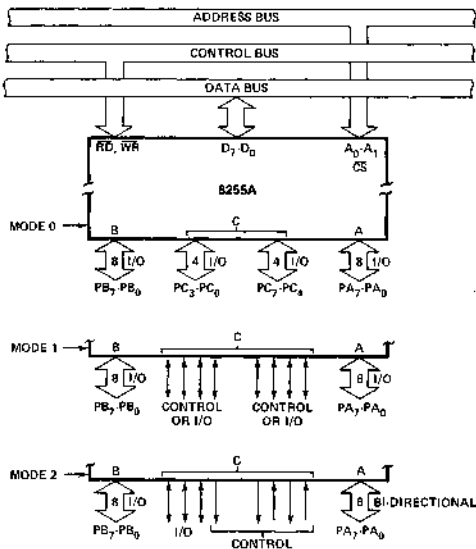 ADDRESS BUS
CONTROL BUS
DATA BUS
RD, WR D7-D0 A0-A1
CS
8255A
MODE 0
B C A
8 I/O 4 I/O 4 I/O 8 I/O
PB7-PB0 PC3-PC0 PC7-PC4 PA7-PA0
MODE 1
B C A
8 I/O 8 I/O
PB7-PB0 CONTROL OR I/O CONTROL OR I/O PA7-PA0
MODE 2
B C A
8 I/O BI-DIRECTIONAL
PB7-PB0 I/O PA7-PA0
CONTROL